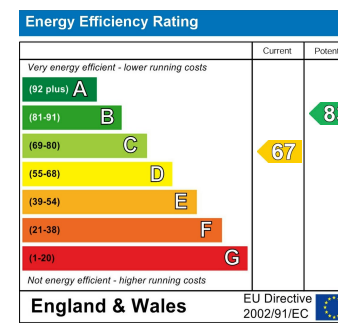 Energy Efficiency Rating
Current
Very energy efficient - lower running costs
(92 plus) A
(81-91) B
(69-80) C
67
(55-68) D
(39-54) E
(21-38) F
(1-20) G
Not energy efficient - higher running costs
England & Wales
EU Directive
2002/91/EC